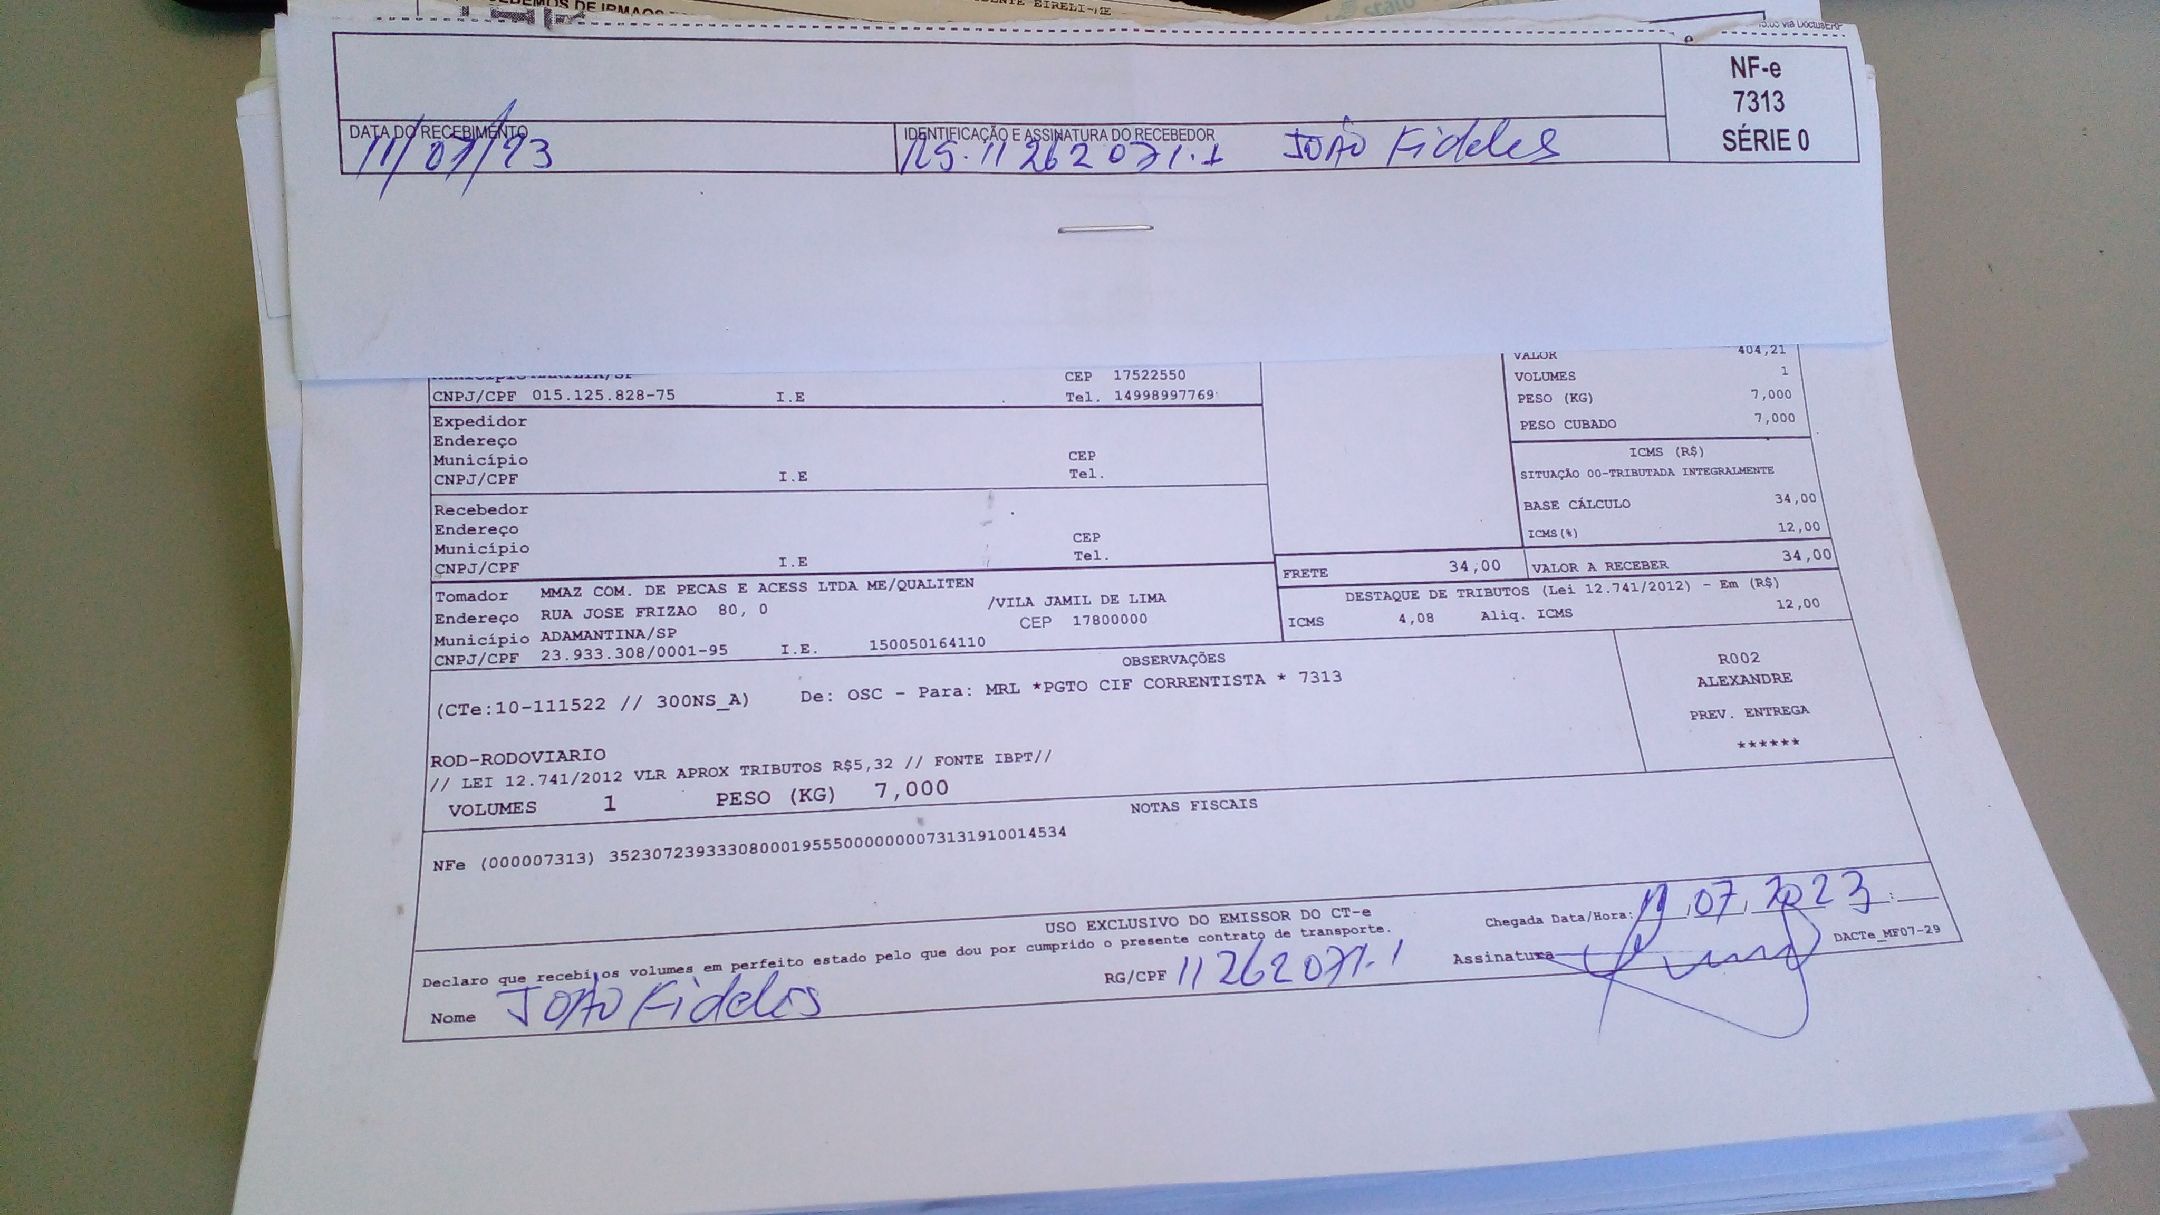 EIRELI-ME
NF-e
7313
SÉRIE 0
DATA DO RECEBIMENTO
11/07/23
IDENTIFICAÇÃO E ASSINATURA DO RECEBEDOR
11 262 071.1 JOÃO Fideles
CEP 17522550
CNPJ/CPF 015.125.828-75 I.E Tel. 14998997769
VALOR 404,21
VOLUMES 1
PESO (KG) 7,000
PESO CUBADO 7,000
Expedidor
Endereço
Município CEP
CNPJ/CPF I.E Tel.
ICMS (R$)
SITUAÇÃO 00-TRIBUTADA INTEGRALMENTE
BASE CÁLCULO 34,00
ICMS(%) 12,00
Recebedor
Endereço
Município CEP
CNPJ/CPF I.E Tel.
FRETE 34,00 VALOR A RECEBER 34,00
DESTAQUE DE TRIBUTOS (Lei 12.741/2012) - Em (R$)
ICMS 4,08 Aliq. ICMS 12,00
Tomador MMAZ COM. DE PECAS E ACESS LTDA ME/QUALITEN
Endereço RUA JOSE FRIZAO 80, 0 /VILA JAMIL DE LIMA
Município ADAMANTINA/SP CEP 17800000
CNPJ/CPF 23.933.308/0001-95 I.E. 150050164110
OBSERVAÇÕES
(CTe:10-111522 // 300NS_A) De: OSC - Para: MRL *PGTO CIF CORRENTISTA * 7313
R002
ALEXANDRE
PREV. ENTREGA
******
ROD-RODOVIARIO
// LEI 12.741/2012 VLR APROX TRIBUTOS R$5,32 // FONTE IBPT//
VOLUMES 1 PESO (KG) 7,000
NOTAS FISCAIS
NFe (000007313) 35230723933308000195550000000073131910014534
USO EXCLUSIVO DO EMISSOR DO CT-e
Declaro que recebi os volumes em perfeito estado pelo que dou por cumprido o presente contrato de transporte.
Chegada Data/Hora: 11 07 2023 :
Nome JOÃO Fideles RG/CPF 11 262 071.1 Assinatura
DACTe_MF07-29